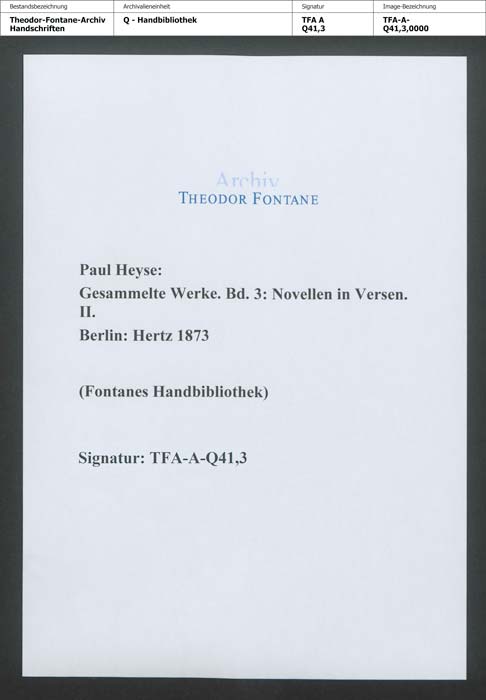 Bestandsbezeichnung Archivalieneinheit Signatur Image-Bezeichnung
Theodor-Fontane-Archiv Q - Handbibliothek TFA A TFA-A-
Handschriften Q41,3 Q41,3,0000
Archiv
THEODOR FONTANE
Paul Heyse:
Gesammelte Werke. Bd. 3: Novellen in Versen.
II.
Berlin: Hertz 1873
(Fontanes Handbibliothek)
Signatur: TFA-A-Q41,3